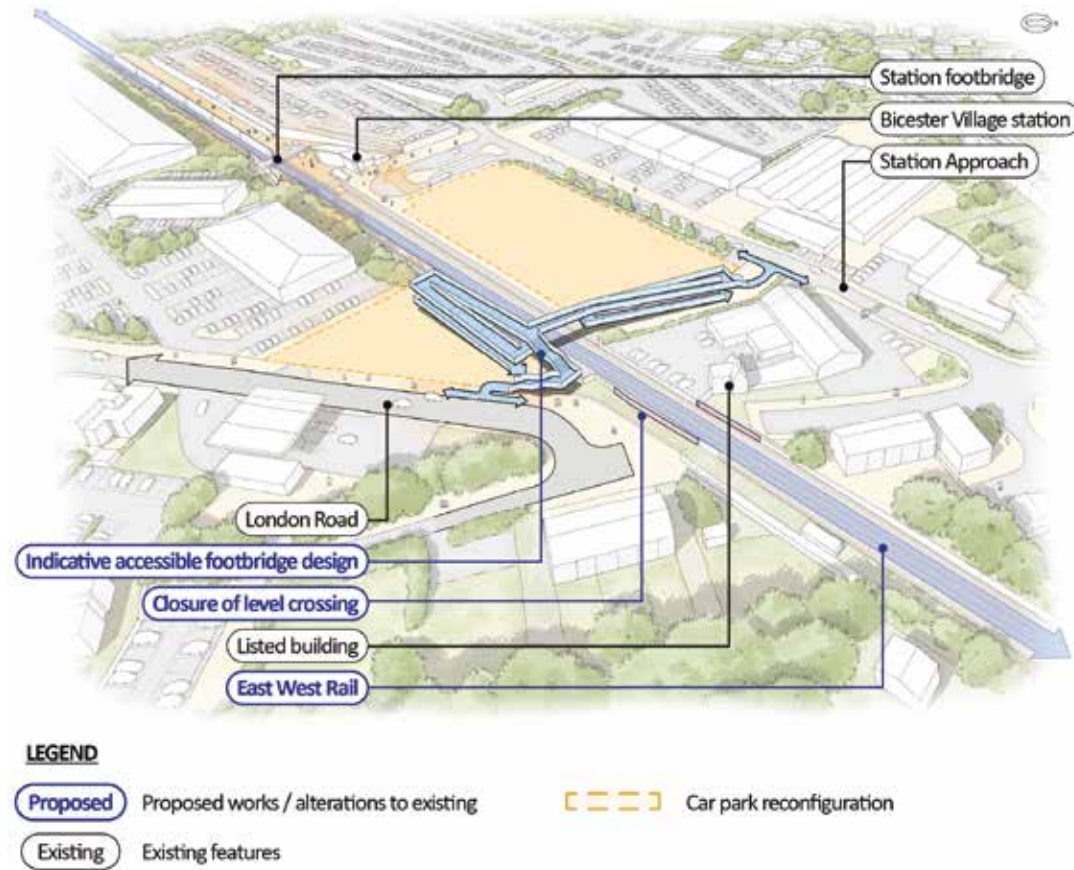 Station footbridge
Bicester Village station
Station Approach
London Road
Indicative accessible footbridge design
Closure of level crossing
Listed building
East West Rail
LEGEND
Proposed Proposed works / alterations to existing
Car park reconfiguration
Existing Existing features